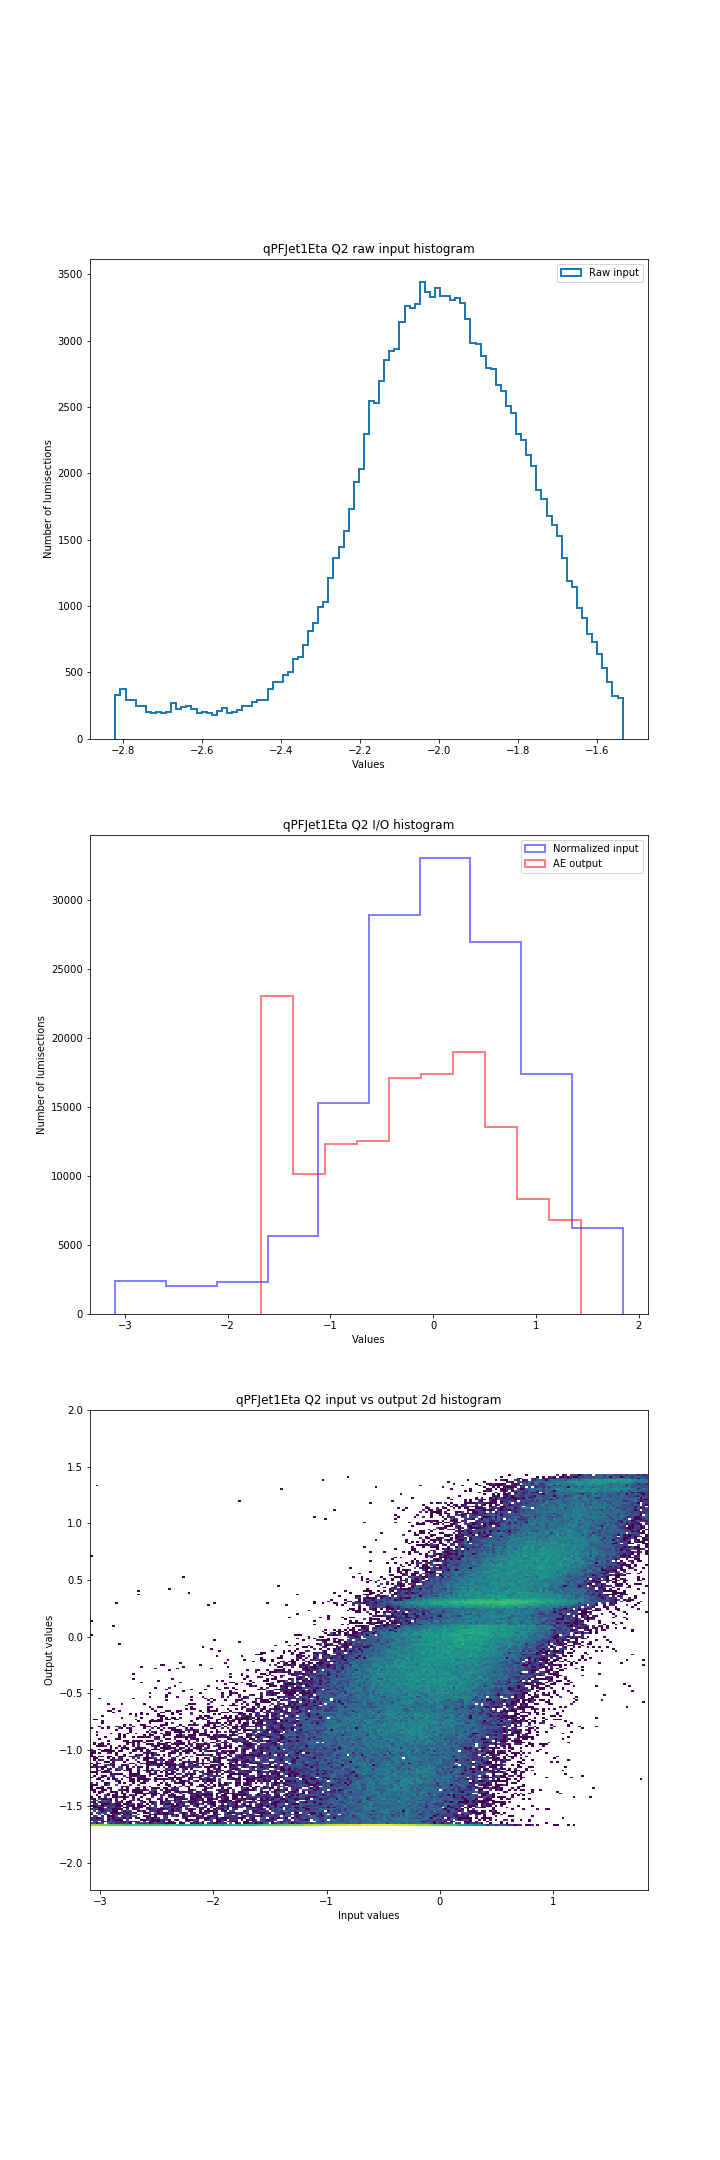 qPFJet1Eta Q2 raw input histogram
Raw input
3500
3000
2500
2000
1500
1000
500
0
Number of lumisections
−2.8 −2.6 −2.4 −2.2 −2.0 −1.8 −1.6
Values
qPFJet1Eta Q2 I/O histogram
Normalized input
AE output
30000
25000
20000
15000
10000
5000
0
Number of lumisections
−3 −2 −1 0 1 2
Values
qPFJet1Eta Q2 input vs output 2d histogram
2.0
1.5
1.0
0.5
0.0
−0.5
−1.0
−1.5
−2.0
Output values
−3 −2 −1 0 1
Input values